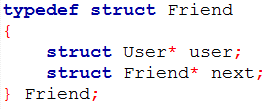 typedef struct Friend
{
    struct User* user;
    struct Friend* next;
} Friend;